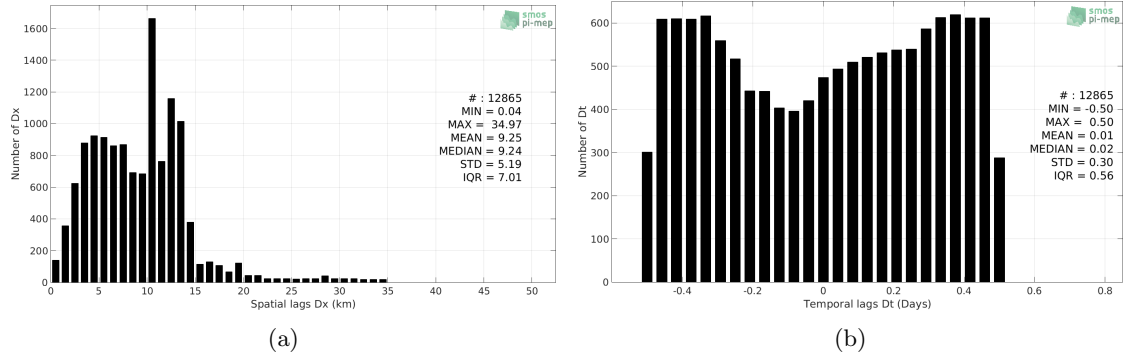 1600
1400
1200
1000
800
600
400
200
0
Number of Dx
smos
pi-mep
# : 12865
MIN = 0.04
MAX = 34.97
MEAN = 9.25
MEDIAN = 9.24
STD = 5.19
IQR = 7.01
0 5 10 15 20 25 30 35 40 45 50
Spatial lags Dx (km)
(a)
600
500
400
300
200
100
0
Number of Dt
smos
pi-mep
# : 12865
MIN = -0.50
MAX = 0.50
MEAN = 0.01
MEDIAN = 0.02
STD = 0.30
IQR = 0.56
-0.4 -0.2 0 0.2 0.4 0.6 0.8
Temporal lags Dt (Days)
(b)